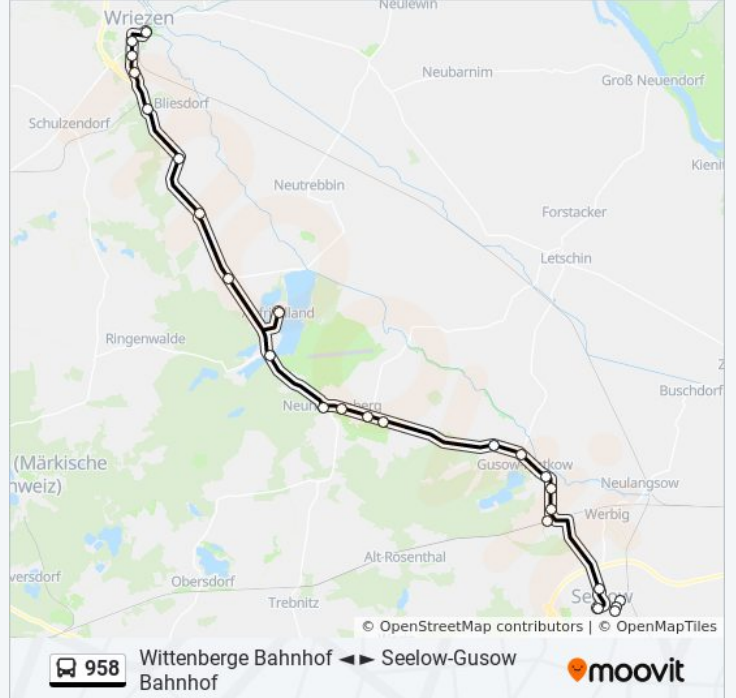 Neulewin
Wriezen
Neubarnim
Groß Neuendorf
Bliesdorf
Schulzendorf
Neutrebbin
Forstacker
Letschin
Ringenwalde
Buschdorf
(Märkische
Gusow
Neulangsow
Werbig
Alt-Rosenthal
Obersdorf
Trebnitz
© OpenStreetMap contributors | © OpenMapTiles
958
Wittenberge Bahnhof ◄► Seelow-Gusow
Bahnhof
moovit